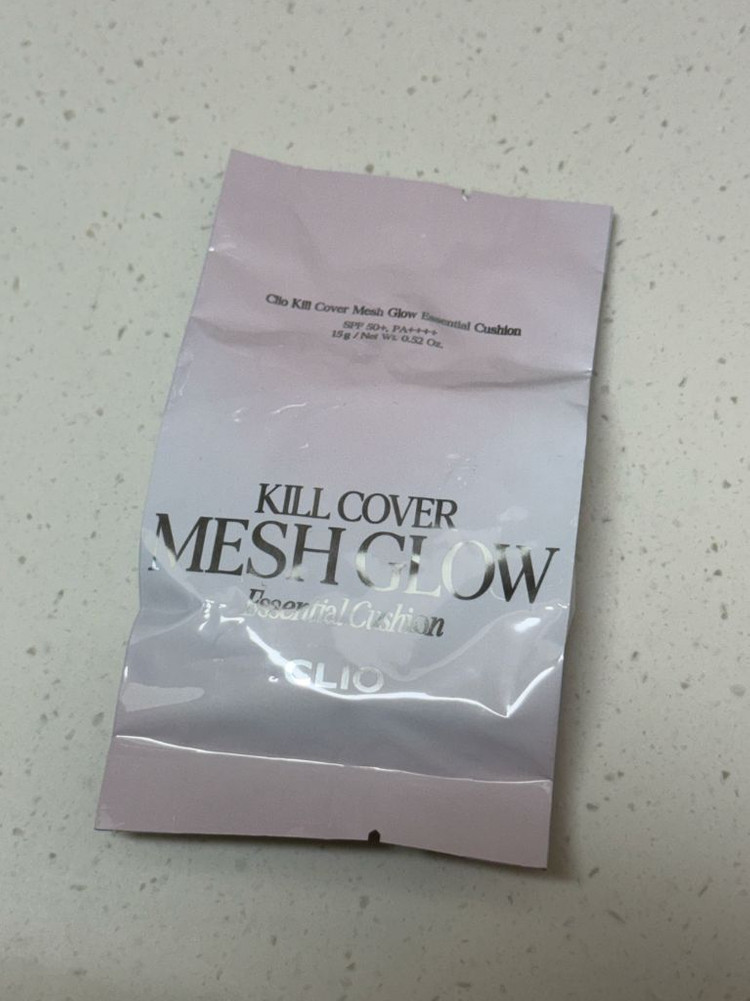 Clio Kill Cover Mesh Glow Essential Cushion
SPF 50+, PA++++
15g / Net Wt. 0.52 Oz.
KILL COVER
MESH GLOW
Essential Cushion
CLIO